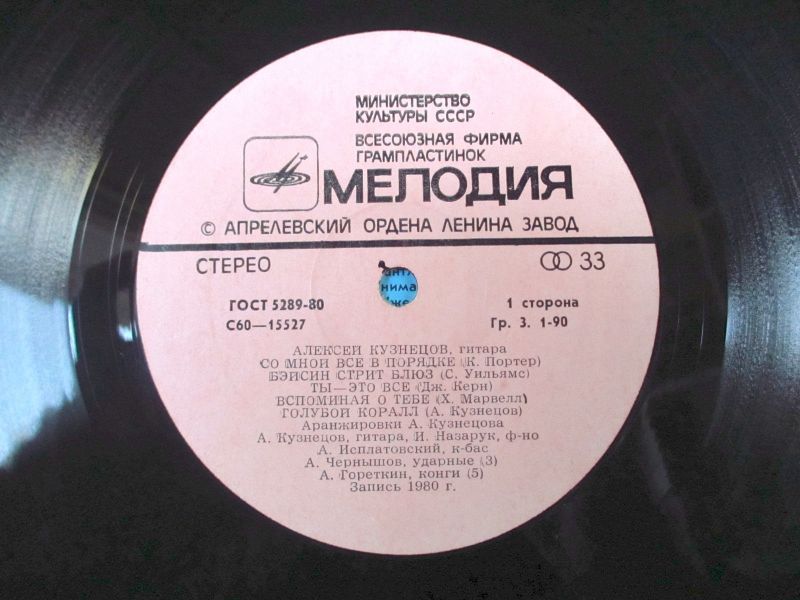 МИНИСТЕРСТВО
КУЛЬТУРЫ СССР
ВСЕСОЮЗНАЯ ФИРМА
ГРАМПЛАСТИНОК
МЕЛОДИЯ
© АПРЕЛЕВСКИЙ ОРДЕНА ЛЕНИНА ЗАВОД
СТЕРЕО 33
нима
ГОСТ 5289-80 1 сторона
С60—15527 Гр. 3. 1-90
АЛЕКСЕЙ КУЗНЕЦОВ, гитара
СО МНОЙ ВСЕ В ПОРЯДКЕ (К. Портер)
БЭЙСИН СТРИТ БЛЮЗ (С. Уильямс)
ТЫ—ЭТО ВСЕ (Дж. Керн)
ВСПОМИНАЯ О ТЕБЕ (Х. Марвелл)
ГОЛУБОЙ КОРАЛЛ (А. Кузнецов)
Аранжировки А. Кузнецова
А. Кузнецов, гитара, И. Назарук, ф-но
А. Исплатовский, к-бас
А. Чернышов, ударные (3)
А. Гореткин, конги (5)
Запись 1980 г.